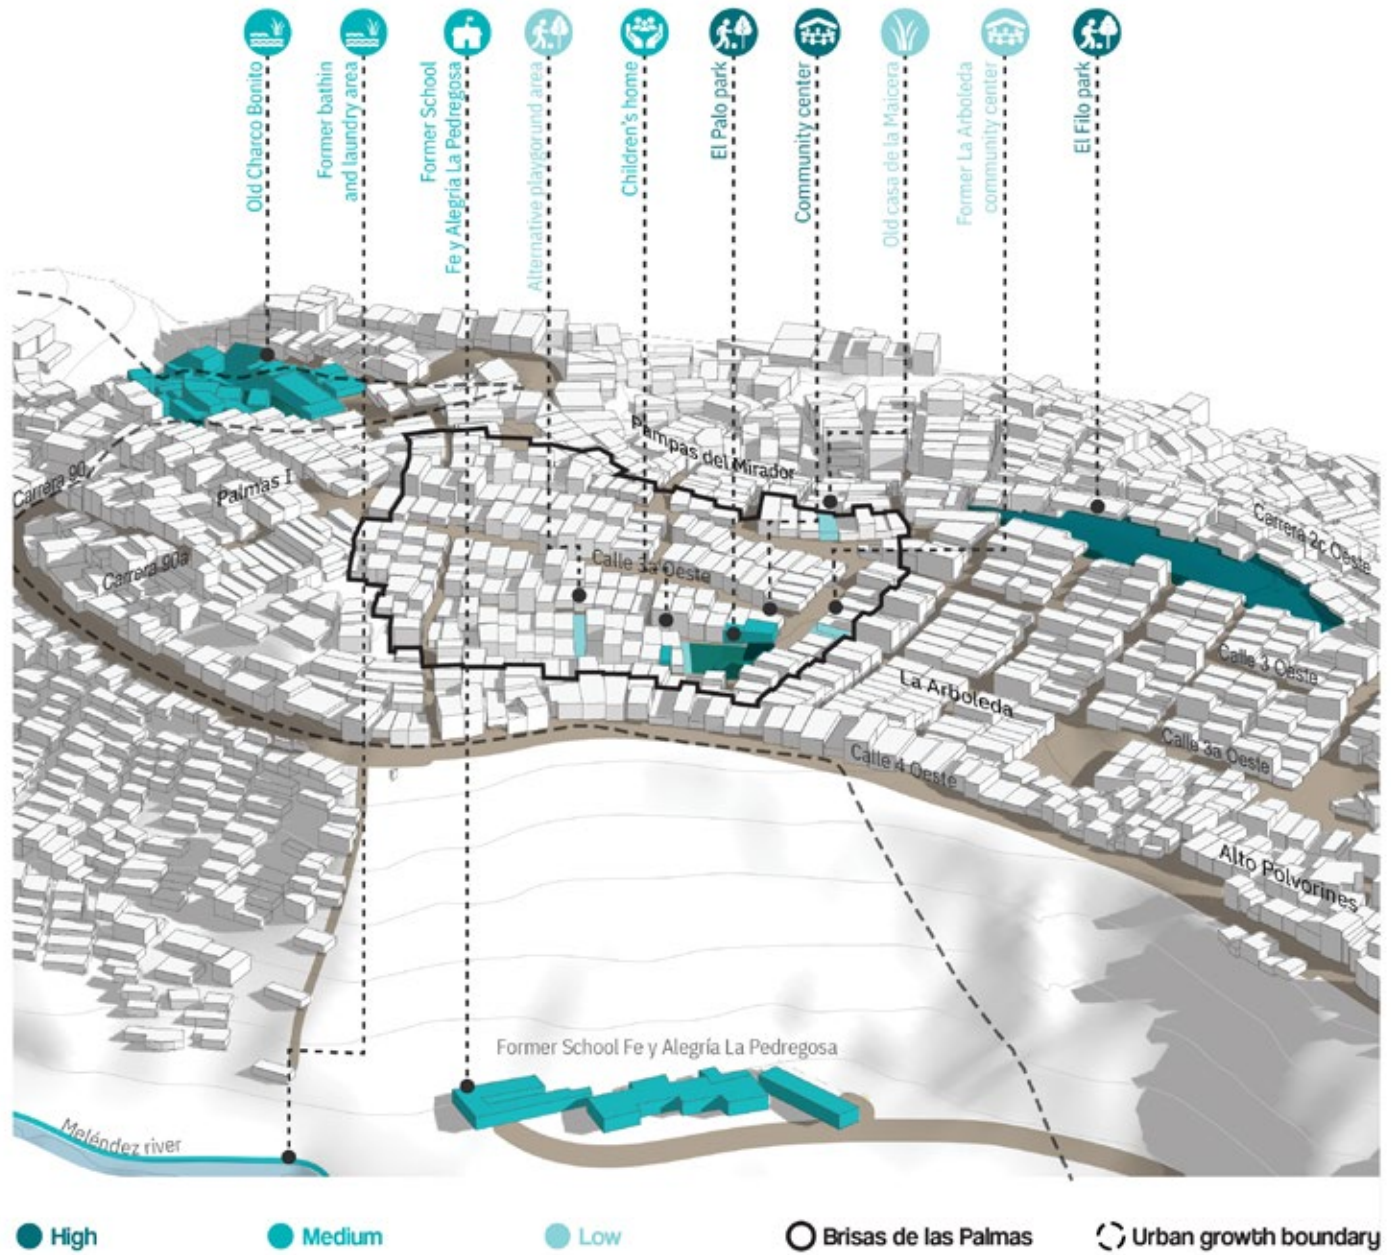 Old Charco Bonito
Former bathin
and laundry area
Former School
Fe y Alegría La Pedregosa
Alternative playgorund area
Children's home
El Palo park
Community center
Old casa de la Maicera
Former La Arboleda
community center
El Filo park
Pampas del Mirador
Carrera 90
Palmas I
Carrera 90a
Calle 3a Oeste
Carrera 2c Oeste
Calle 3 Oeste
La Arboleda
Calle 3a Oeste
Calle 4 Oeste
Alto Polvorines
Former School Fe y Alegría La Pedregosa
Meléndez river
High
Medium
Low
Brisas de las Palmas
Urban growth boundary